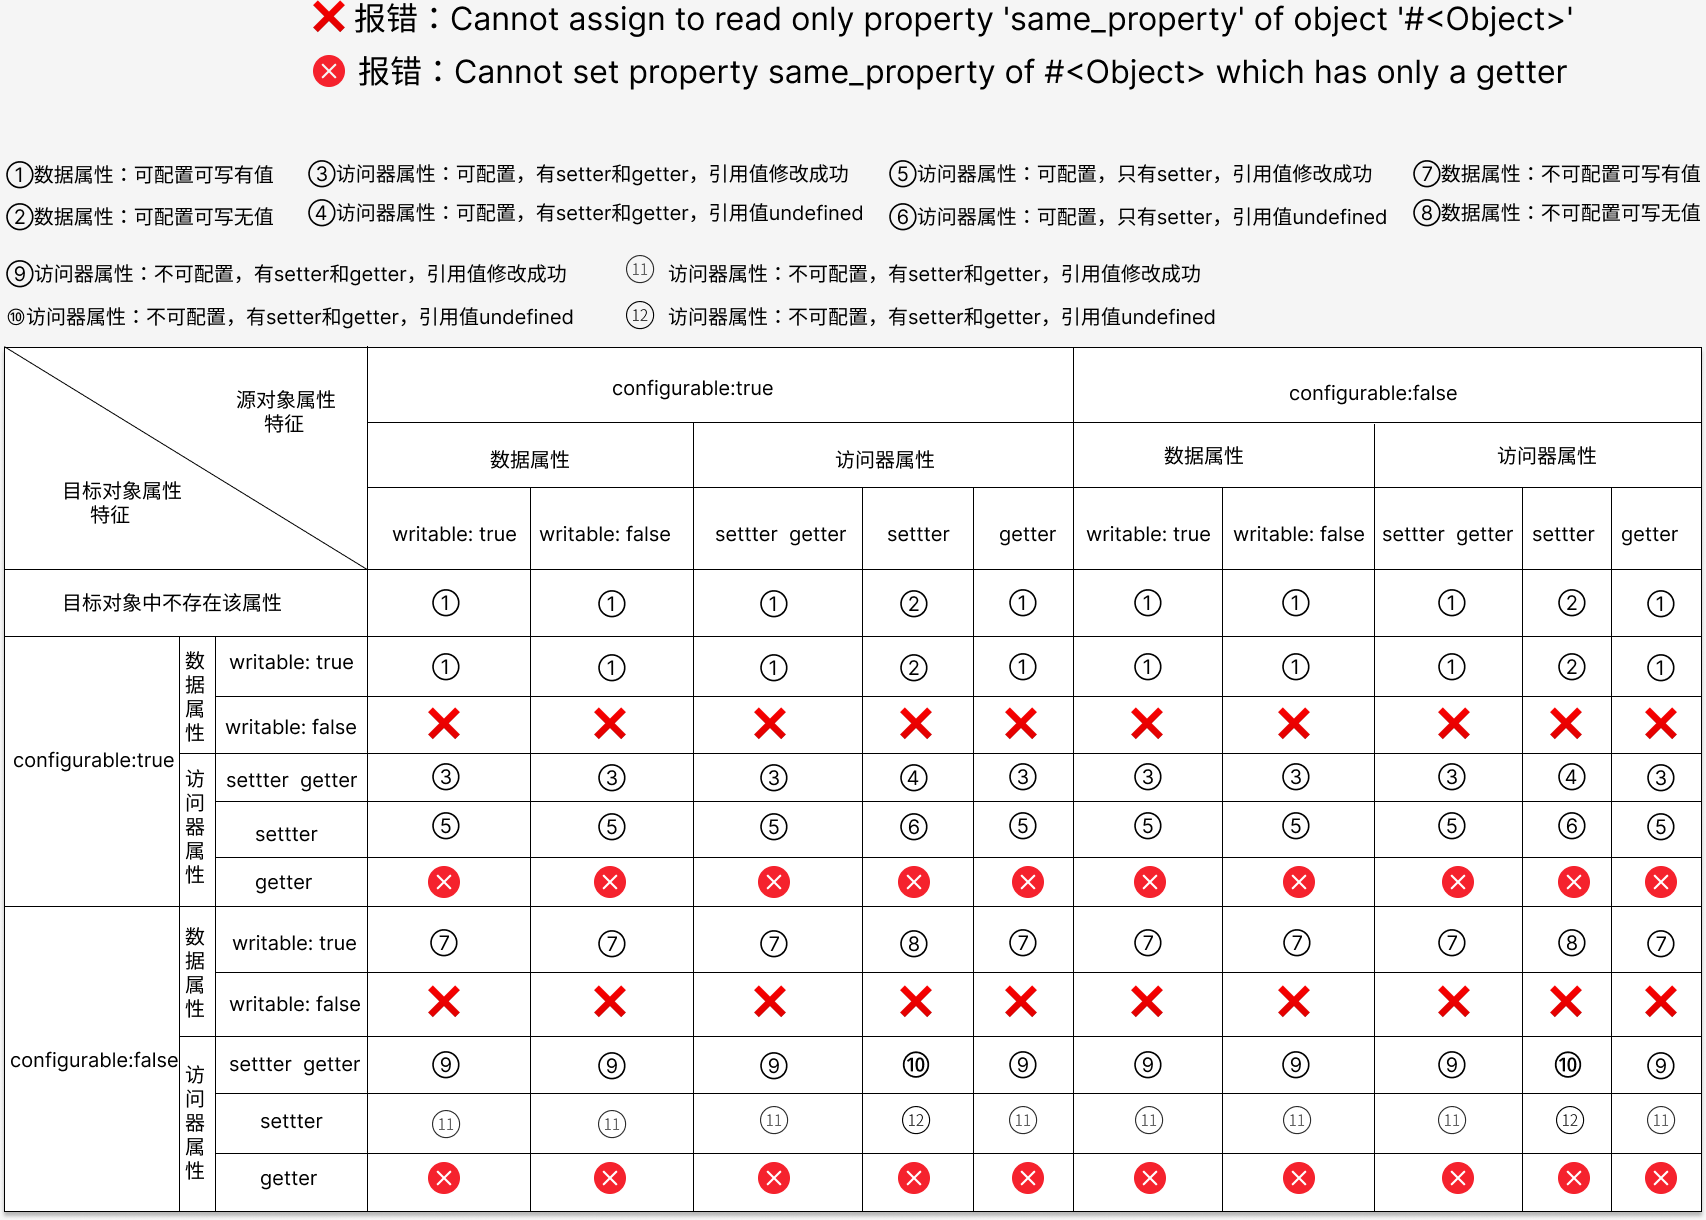 ❌ 报错：Cannot assign to read only property 'same_property' of object '#<Object>'
报错：Cannot set property same_property of #<Object> which has only a getter
①数据属性：可配置可写有值 ③访问器属性：可配置，有setter和getter，引用值修改成功 ⑤访问器属性：可配置，只有setter，引用值修改成功 ⑦数据属性：不可配置可写有值
②数据属性：可配置可写无值 ④访问器属性：可配置，有setter和getter，引用值undefined ⑥访问器属性：可配置，只有setter，引用值undefined ⑧数据属性：不可配置可写无值
⑨访问器属性：不可配置，有setter和getter，引用值修改成功 ⑪ 访问器属性：不可配置，有setter和getter，引用值修改成功
⑩访问器属性：不可配置，有setter和getter，引用值undefined ⑫ 访问器属性：不可配置，有setter和getter，引用值undefined
源对象属性
特征
目标对象属性
特征
configurable:true configurable:false
数据属性 访问器属性 数据属性 访问器属性
writable: true writable: false settter getter settter getter writable: true writable: false settter getter settter getter
目标对象中不存在该属性 ① ① ① ② ① ① ① ① ② ①
configurable:true
数据属性
writable: true ① ① ① ② ① ① ① ① ② ①
writable: false ❌ ❌ ❌ ❌ ❌ ❌ ❌ ❌ ❌ ❌
访问器属性
settter getter ③ ③ ③ ④ ③ ③ ③ ③ ④ ③
settter ⑤ ⑤ ⑤ ⑥ ⑤ ⑤ ⑤ ⑤ ⑥ ⑤
getter
configurable:false
数据属性
writable: true ⑦ ⑦ ⑦ ⑧ ⑦ ⑦ ⑦ ⑦ ⑧ ⑦
writable: false ❌ ❌ ❌ ❌ ❌ ❌ ❌ ❌ ❌ ❌
访问器属性
settter getter ⑨ ⑨ ⑨ ⑩ ⑨ ⑨ ⑨ ⑨ ⑩ ⑨
settter ⑪ ⑪ ⑪ ⑫ ⑪ ⑪ ⑪ ⑪ ⑫ ⑪
getter